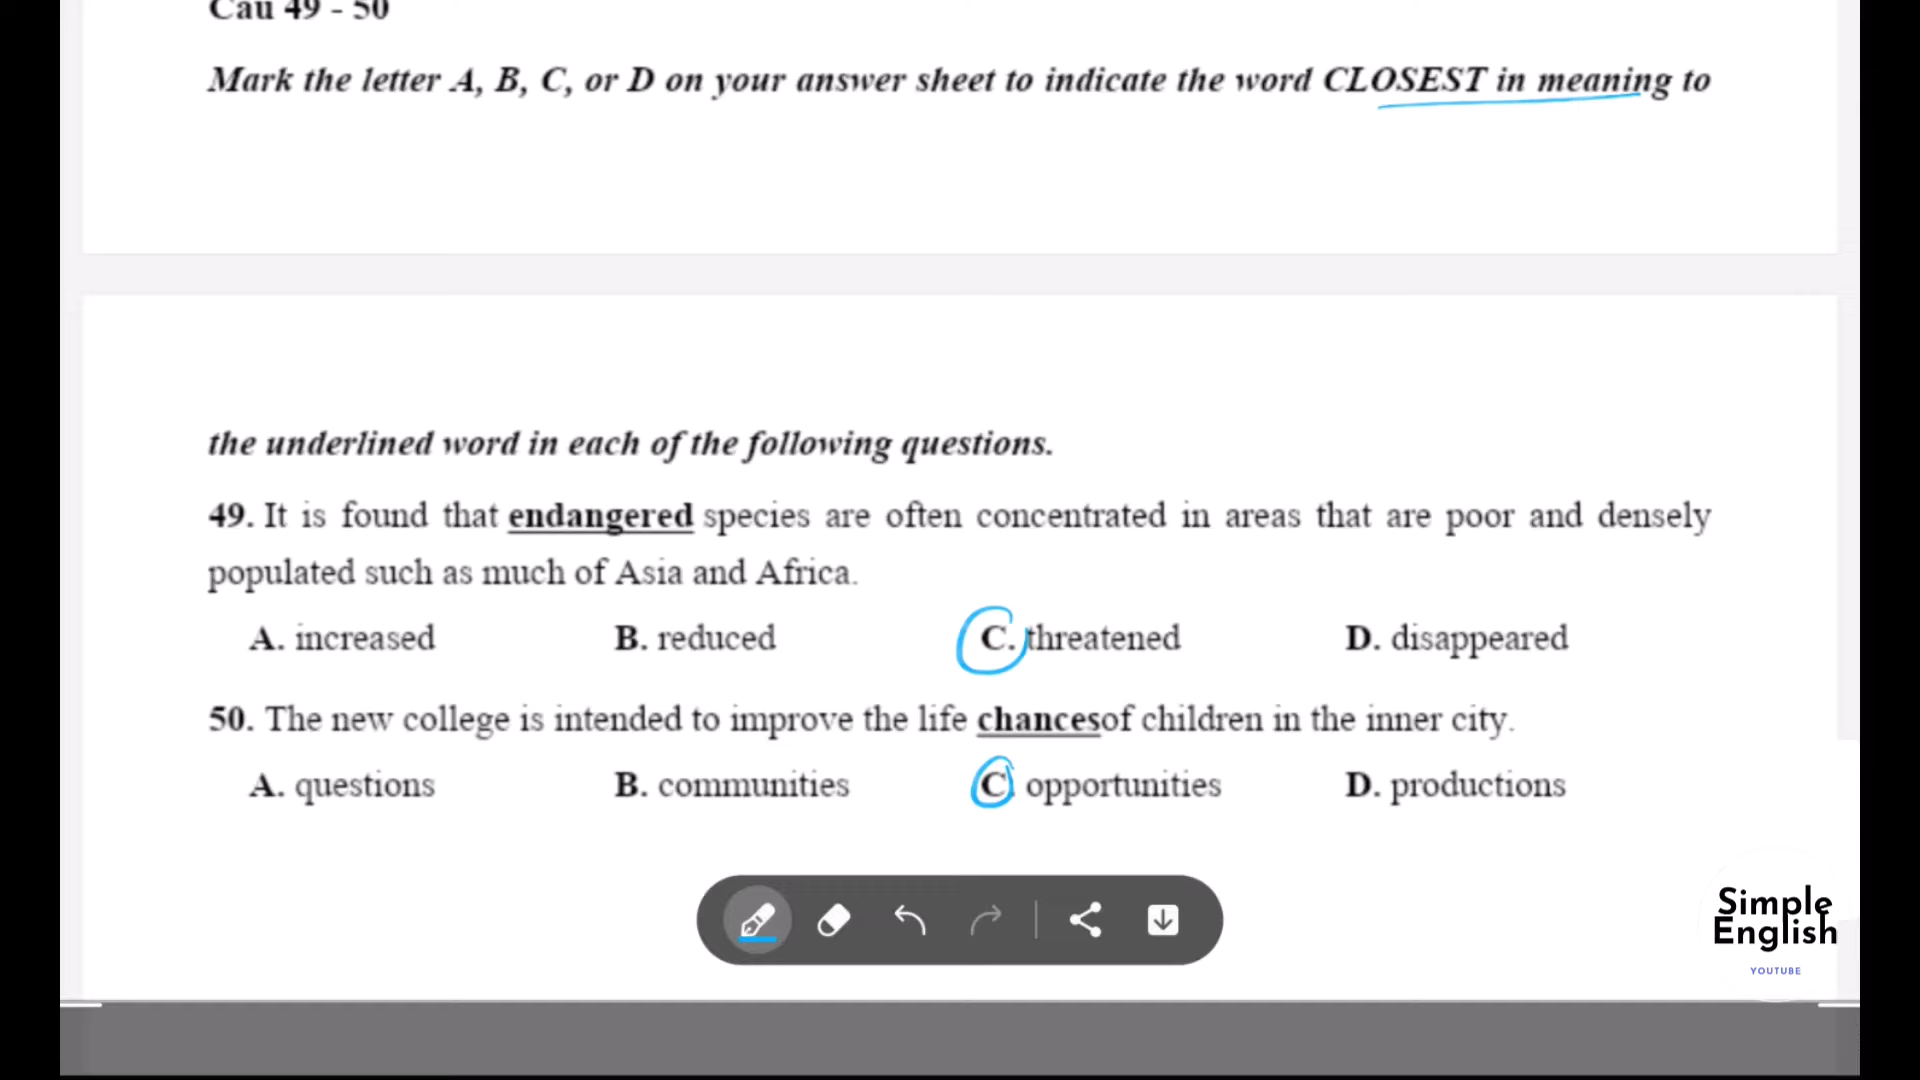 Câu 49 - 50
Mark the letter A, B, C, or D on your answer sheet to indicate the word CLOSEST in meaning to
the underlined word in each of the following questions.
49. It is found that endangered species are often concentrated in areas that are poor and densely
populated such as much of Asia and Africa.
A. increased B. reduced C. threatened D. disappeared
50. The new college is intended to improve the life chancesof children in the inner city.
A. questions B. communities C. opportunities D. productions
Simple
English
YOUTUBE